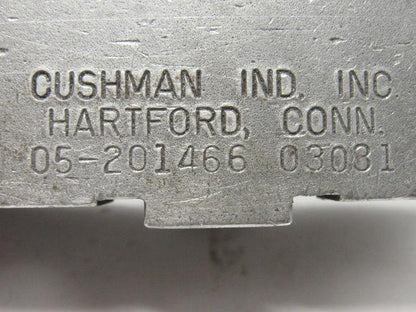 CUSHMAN IND. INC.
HARTFORD, CONN.
05-201466 03081